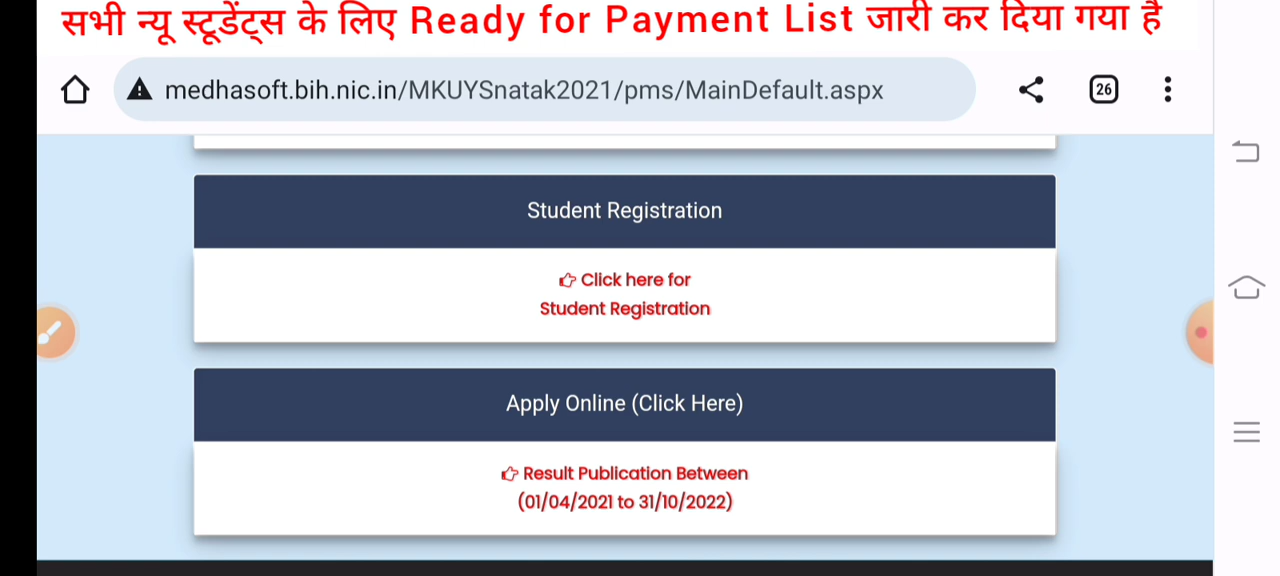 सभी न्यू स्टूडेंट्स के लिए Ready for Payment List जारी कर दिया गया है
medhasoft.bih.nic.in/MKUYSnatak2021/pms/MainDefault.aspx
26
Student Registration
Click here for
Student Registration
Apply Online (Click Here)
Result Publication Between
(01/04/2021 to 31/10/2022)